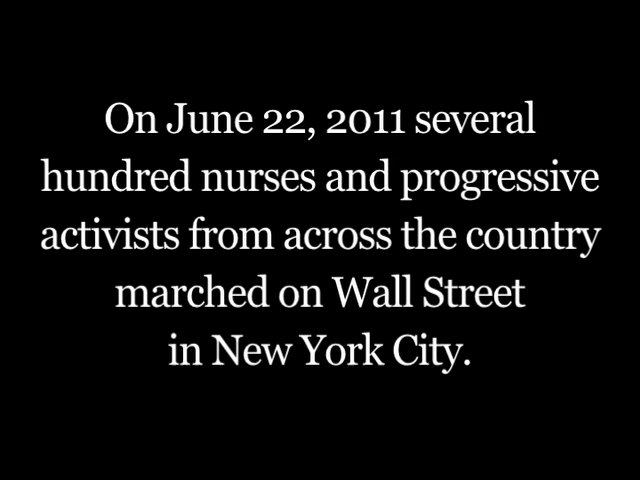 On June 22, 2011 several
hundred nurses and progressive
activists from across the country
marched on Wall Street
in New York City.